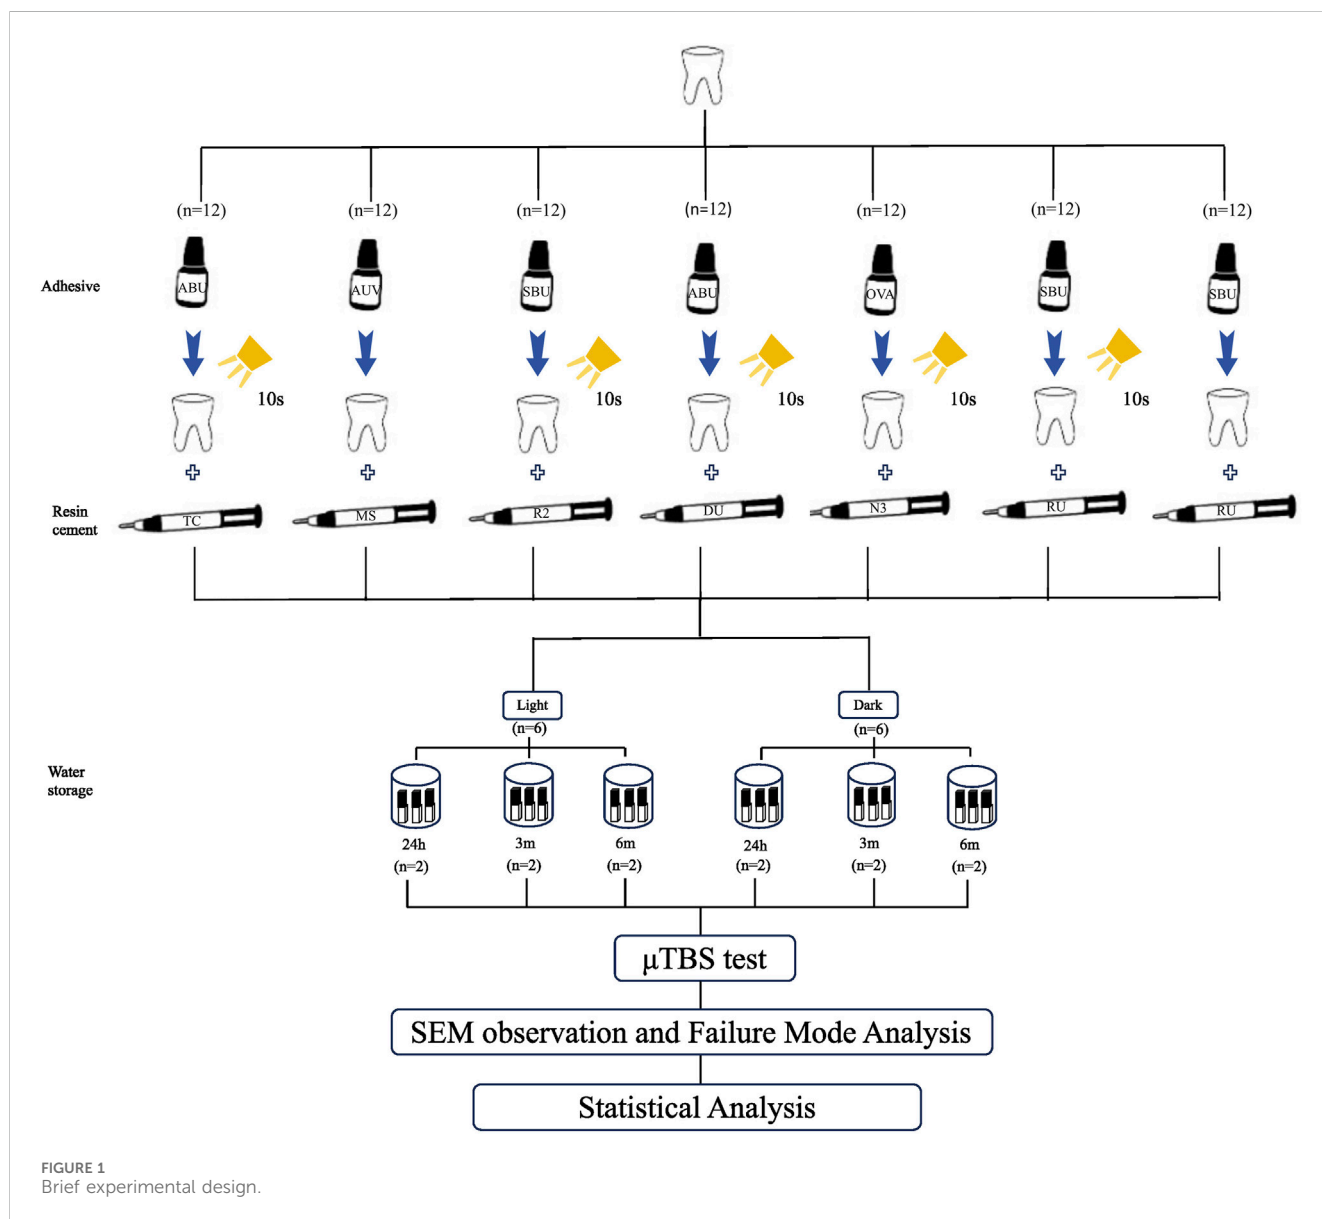 (n=12) (n=12) (n=12) (n=12) (n=12) (n=12) (n=12)
Adhesive ABU AUV SBU ABU OVA SBU SBU
10s 10s 10s 10s 10s
Resin
cement
TC MS R2 DU N3 RU RU
Light Dark
(n=6) (n=6)
Water
storage
24h 3m 6m 24h 3m 6m
(n=2) (n=2) (n=2) (n=2) (n=2) (n=2)
μTBS test
SEM observation and Failure Mode Analysis
Statistical Analysis
FIGURE 1
Brief experimental design.